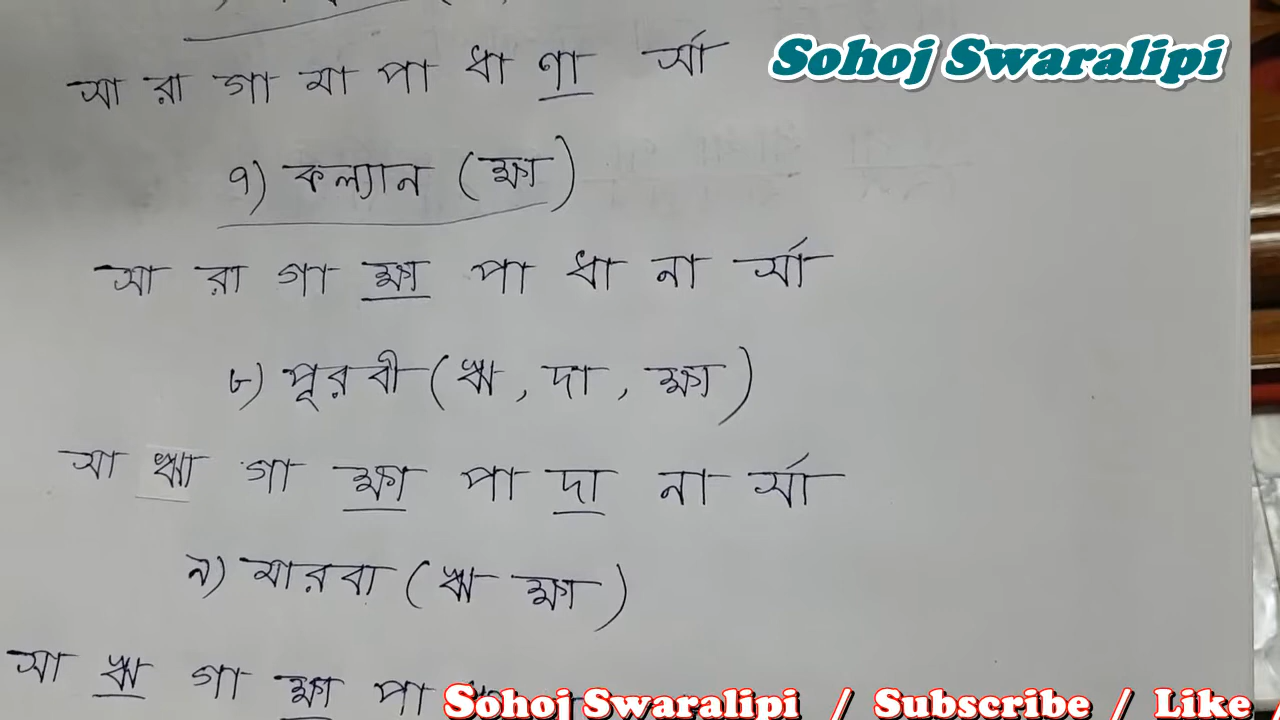 সা রা গা মা পা ধা ণা র্সা
Sohoj Swaralipi
৭) কল্যান (হ্মা)
সা রা গা হ্মা পা ধা না র্সা
৮) পূরবী (ঋ, দা, হ্মা)
সা ঋা গা হ্মা পা দা না র্সা
৯) মারবা (ঋ হ্মা)
সা ঋ গা হ্মা পা
Sohoj Swaralipi / Subscribe / Like